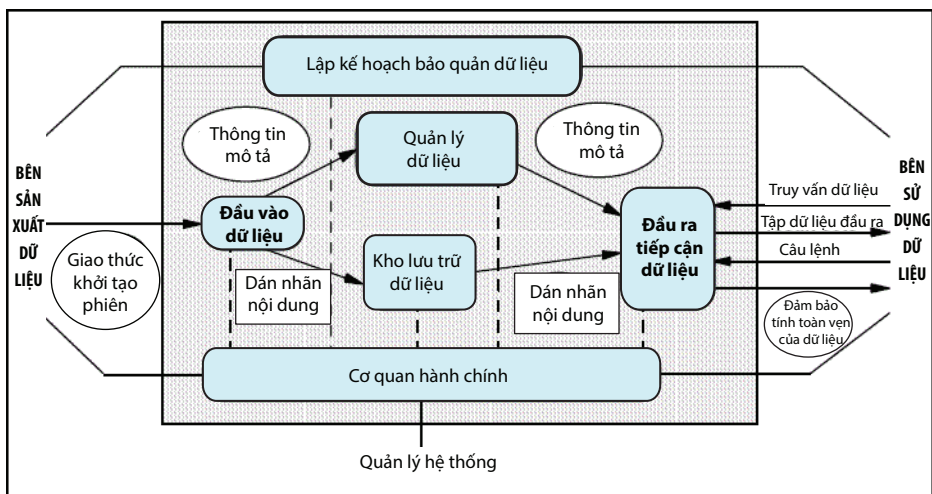 Lập kế hoạch bảo quản dữ liệu
Thông tin
mô tả
Quản lý
dữ liệu
Thông tin
mô tả
BÊN
SẢN
XUẤT
DỮ
LIỆU
Đầu vào
dữ liệu
Giao thức
khởi tạo
phiên
Dán nhãn
nội dung
Kho lưu trữ
dữ liệu
Dán nhãn
nội dung
Đầu ra
tiếp cận
dữ liệu
Truy vấn dữ liệu
Tập dữ liệu đầu ra
Câu lệnh
Đảm bảo
tính toàn vẹn
của dữ liệu
BÊN
SỬ
DỤNG
DỮ
LIỆU
Cơ quan hành chính
Quản lý hệ thống